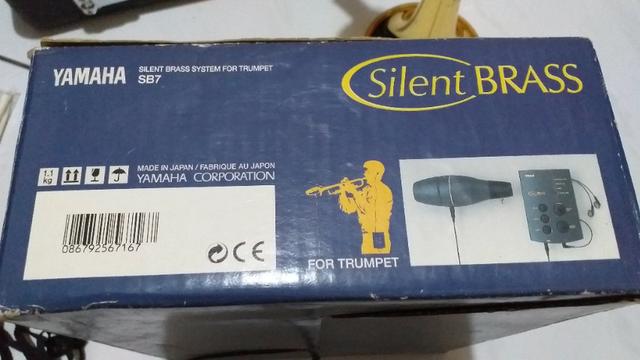 YAMAHA
SILENT BRASS SYSTEM FOR TRUMPET
SB7
Silent BRASS
1.1
kg
MADE IN JAPAN / FABRIQUE AU JAPON
YAMAHA CORPORATION
086792567167
CE
FOR TRUMPET